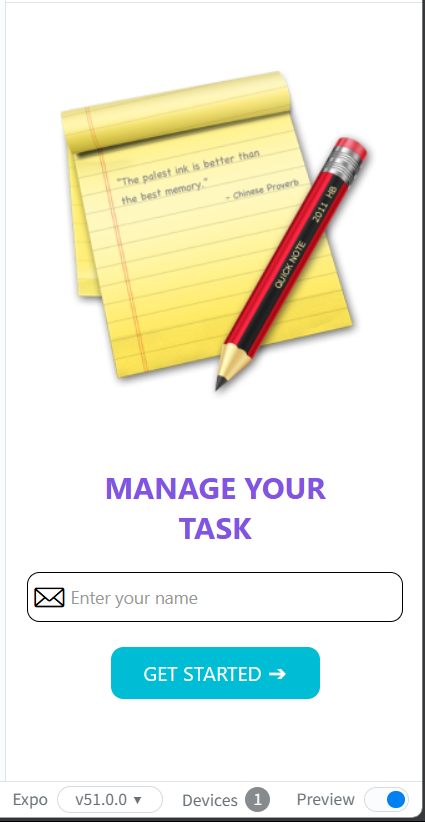 "The palest ink is better than
the best memory."
- Chinese Proverb
2011 HB
QUICK NOTE
MANAGE YOUR
TASK
Enter your name
GET STARTED ➔
Expo v51.0.0 ▼ Devices 1 Preview